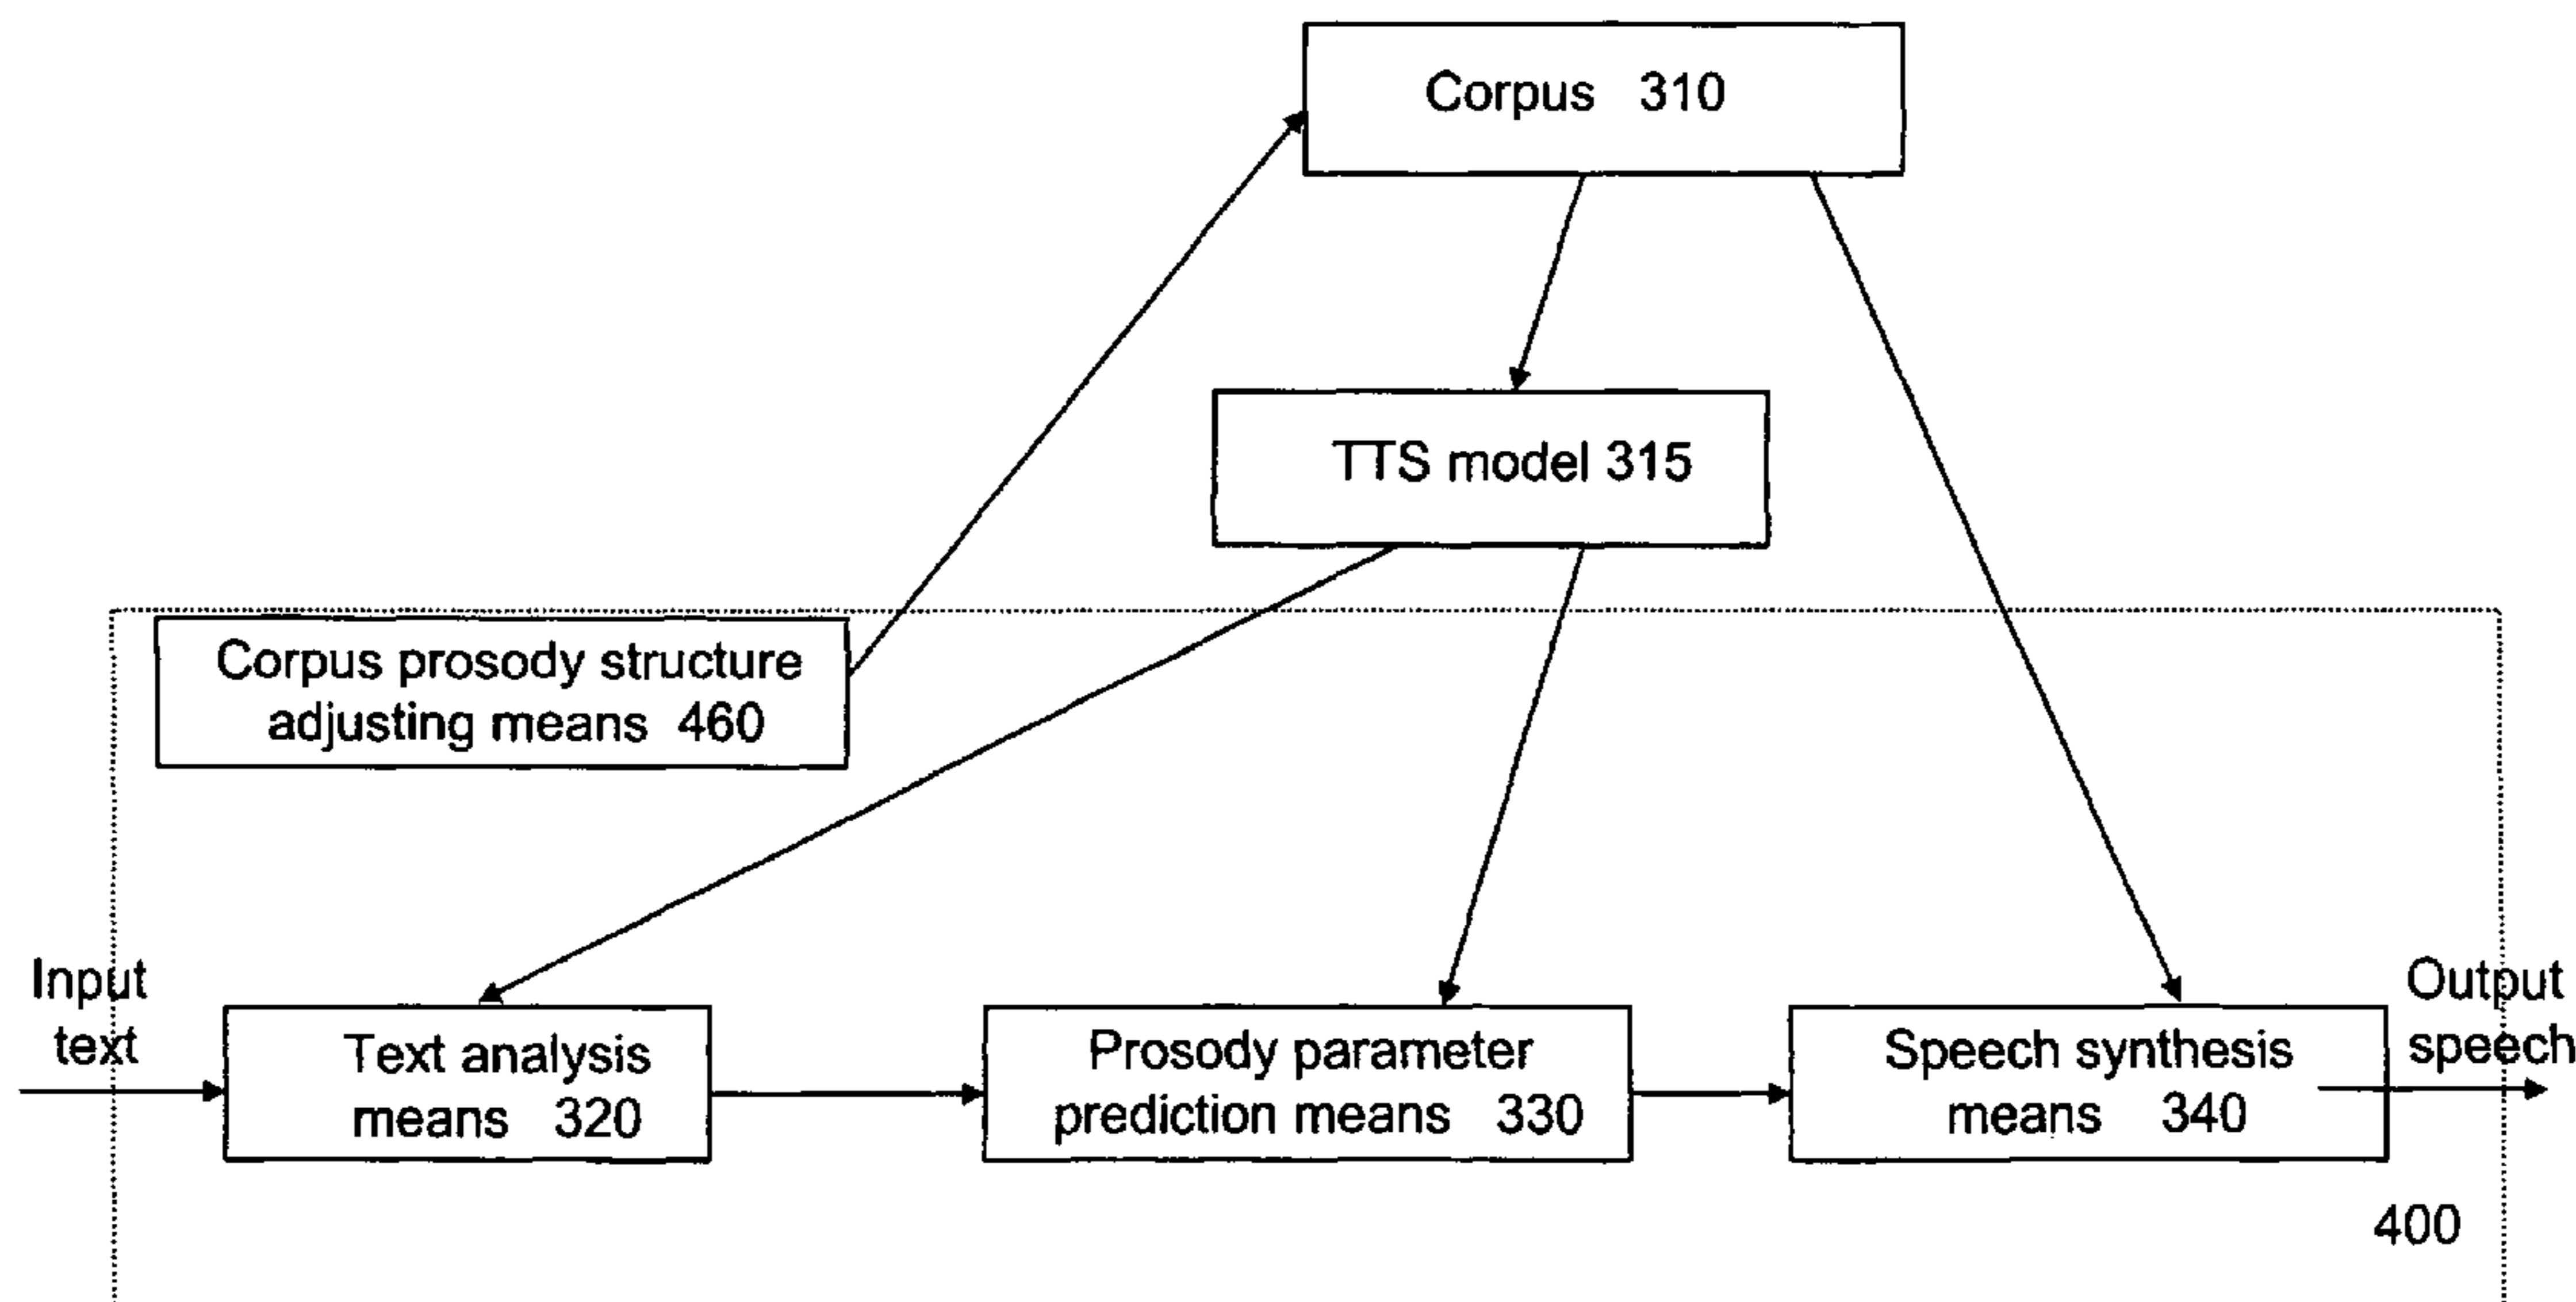 Corpus 310
TTS model 315
Corpus prosody structure
adjusting means 460
Input
text
Text analysis
means 320
Prosody parameter
prediction means 330
Speech synthesis
means 340
Output
speech
400